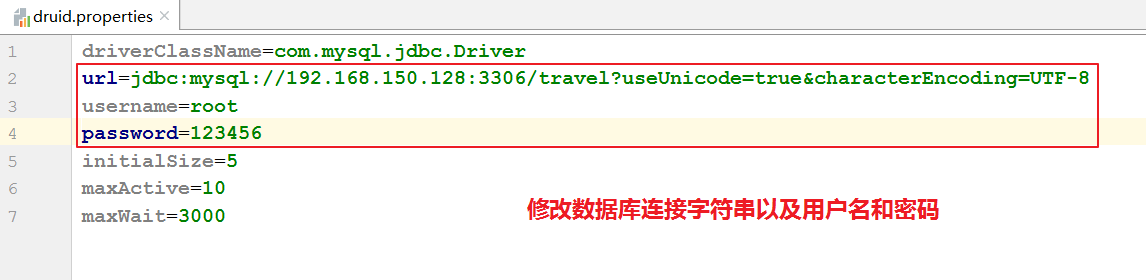 druid.properties
1 driverClassName=com.mysql.jdbc.Driver
2 url=jdbc:mysql://192.168.150.128:3306/travel?useUnicode=true&characterEncoding=UTF-8
3 username=root
4 password=123456
5 initialSize=5
6 maxActive=10
7 maxWait=3000
修改数据库连接字符串以及用户名和密码